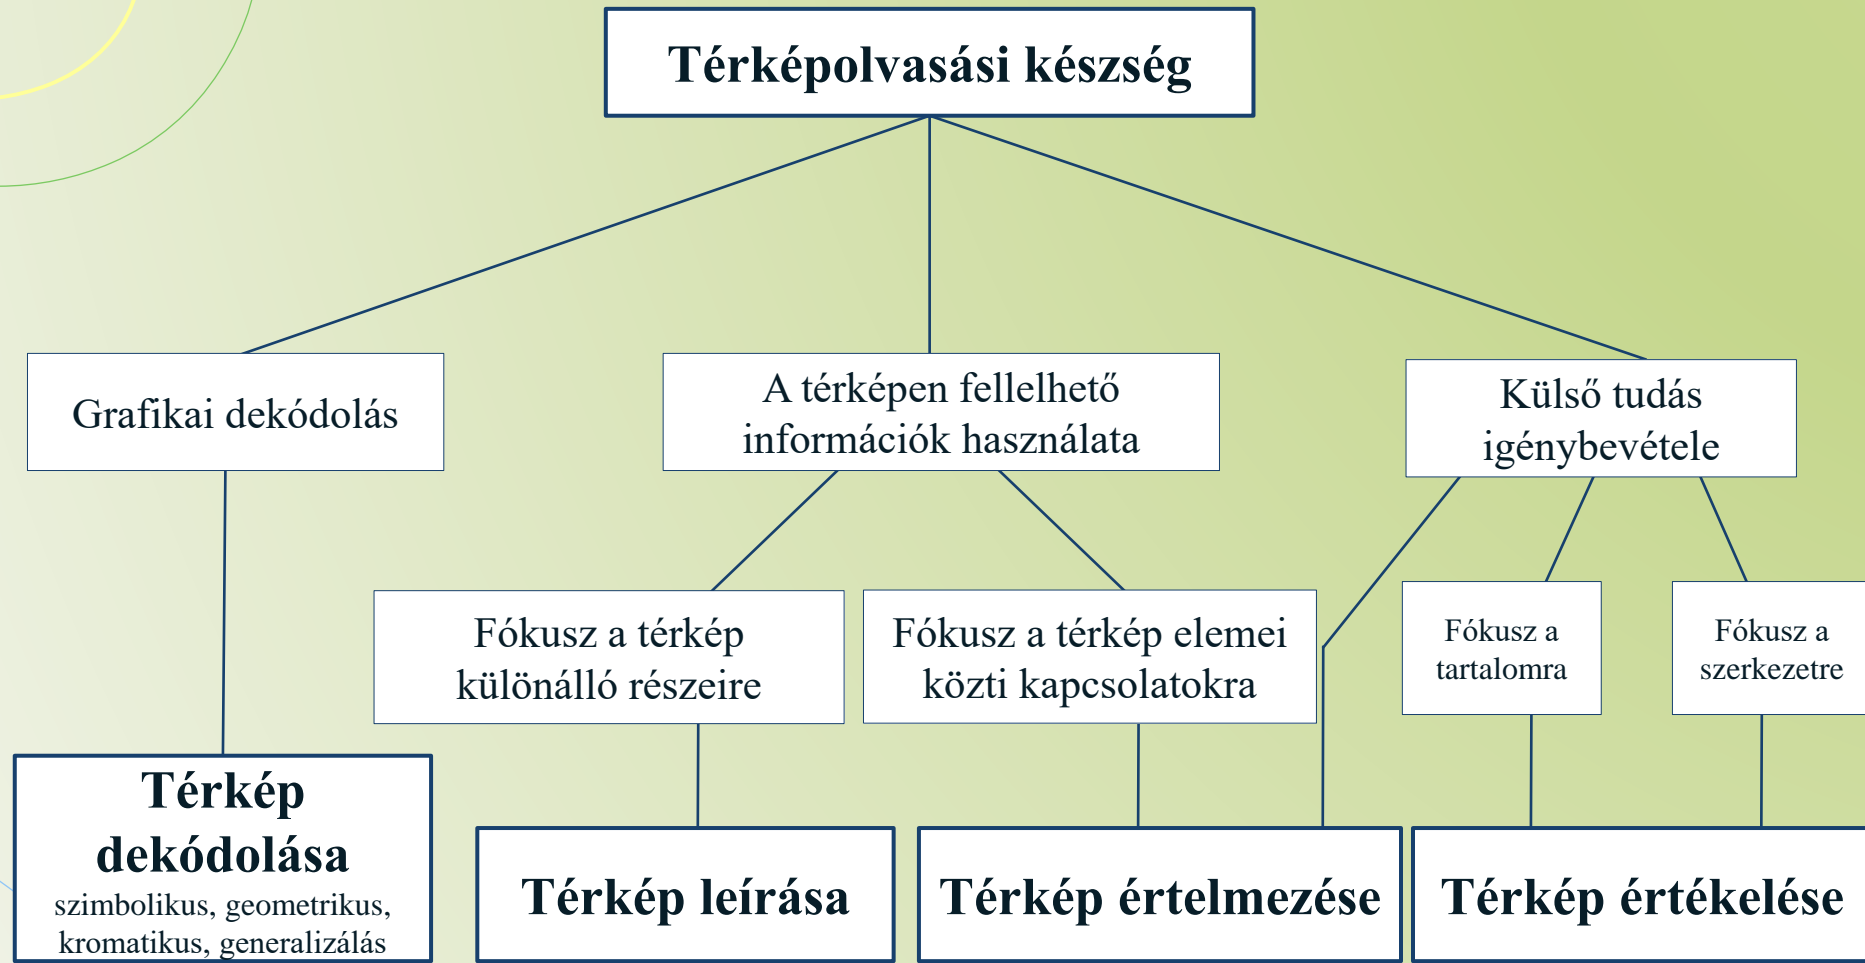 Térképolvasási készség
Grafikai dekódolás
A térképen fellelhető
információk használata
Külső tudás
igénybevétele
Fókusz a térkép
különálló részeire
Fókusz a térkép elemei
közti kapcsolatokra
Fókusz a
tartalomra
Fókusz a
szerkezetre
Térkép
dekódolása
szimbolikus, geometrikus,
kromatikus, generalizálás
Térkép leírása
Térkép értelmezése
Térkép értékelése